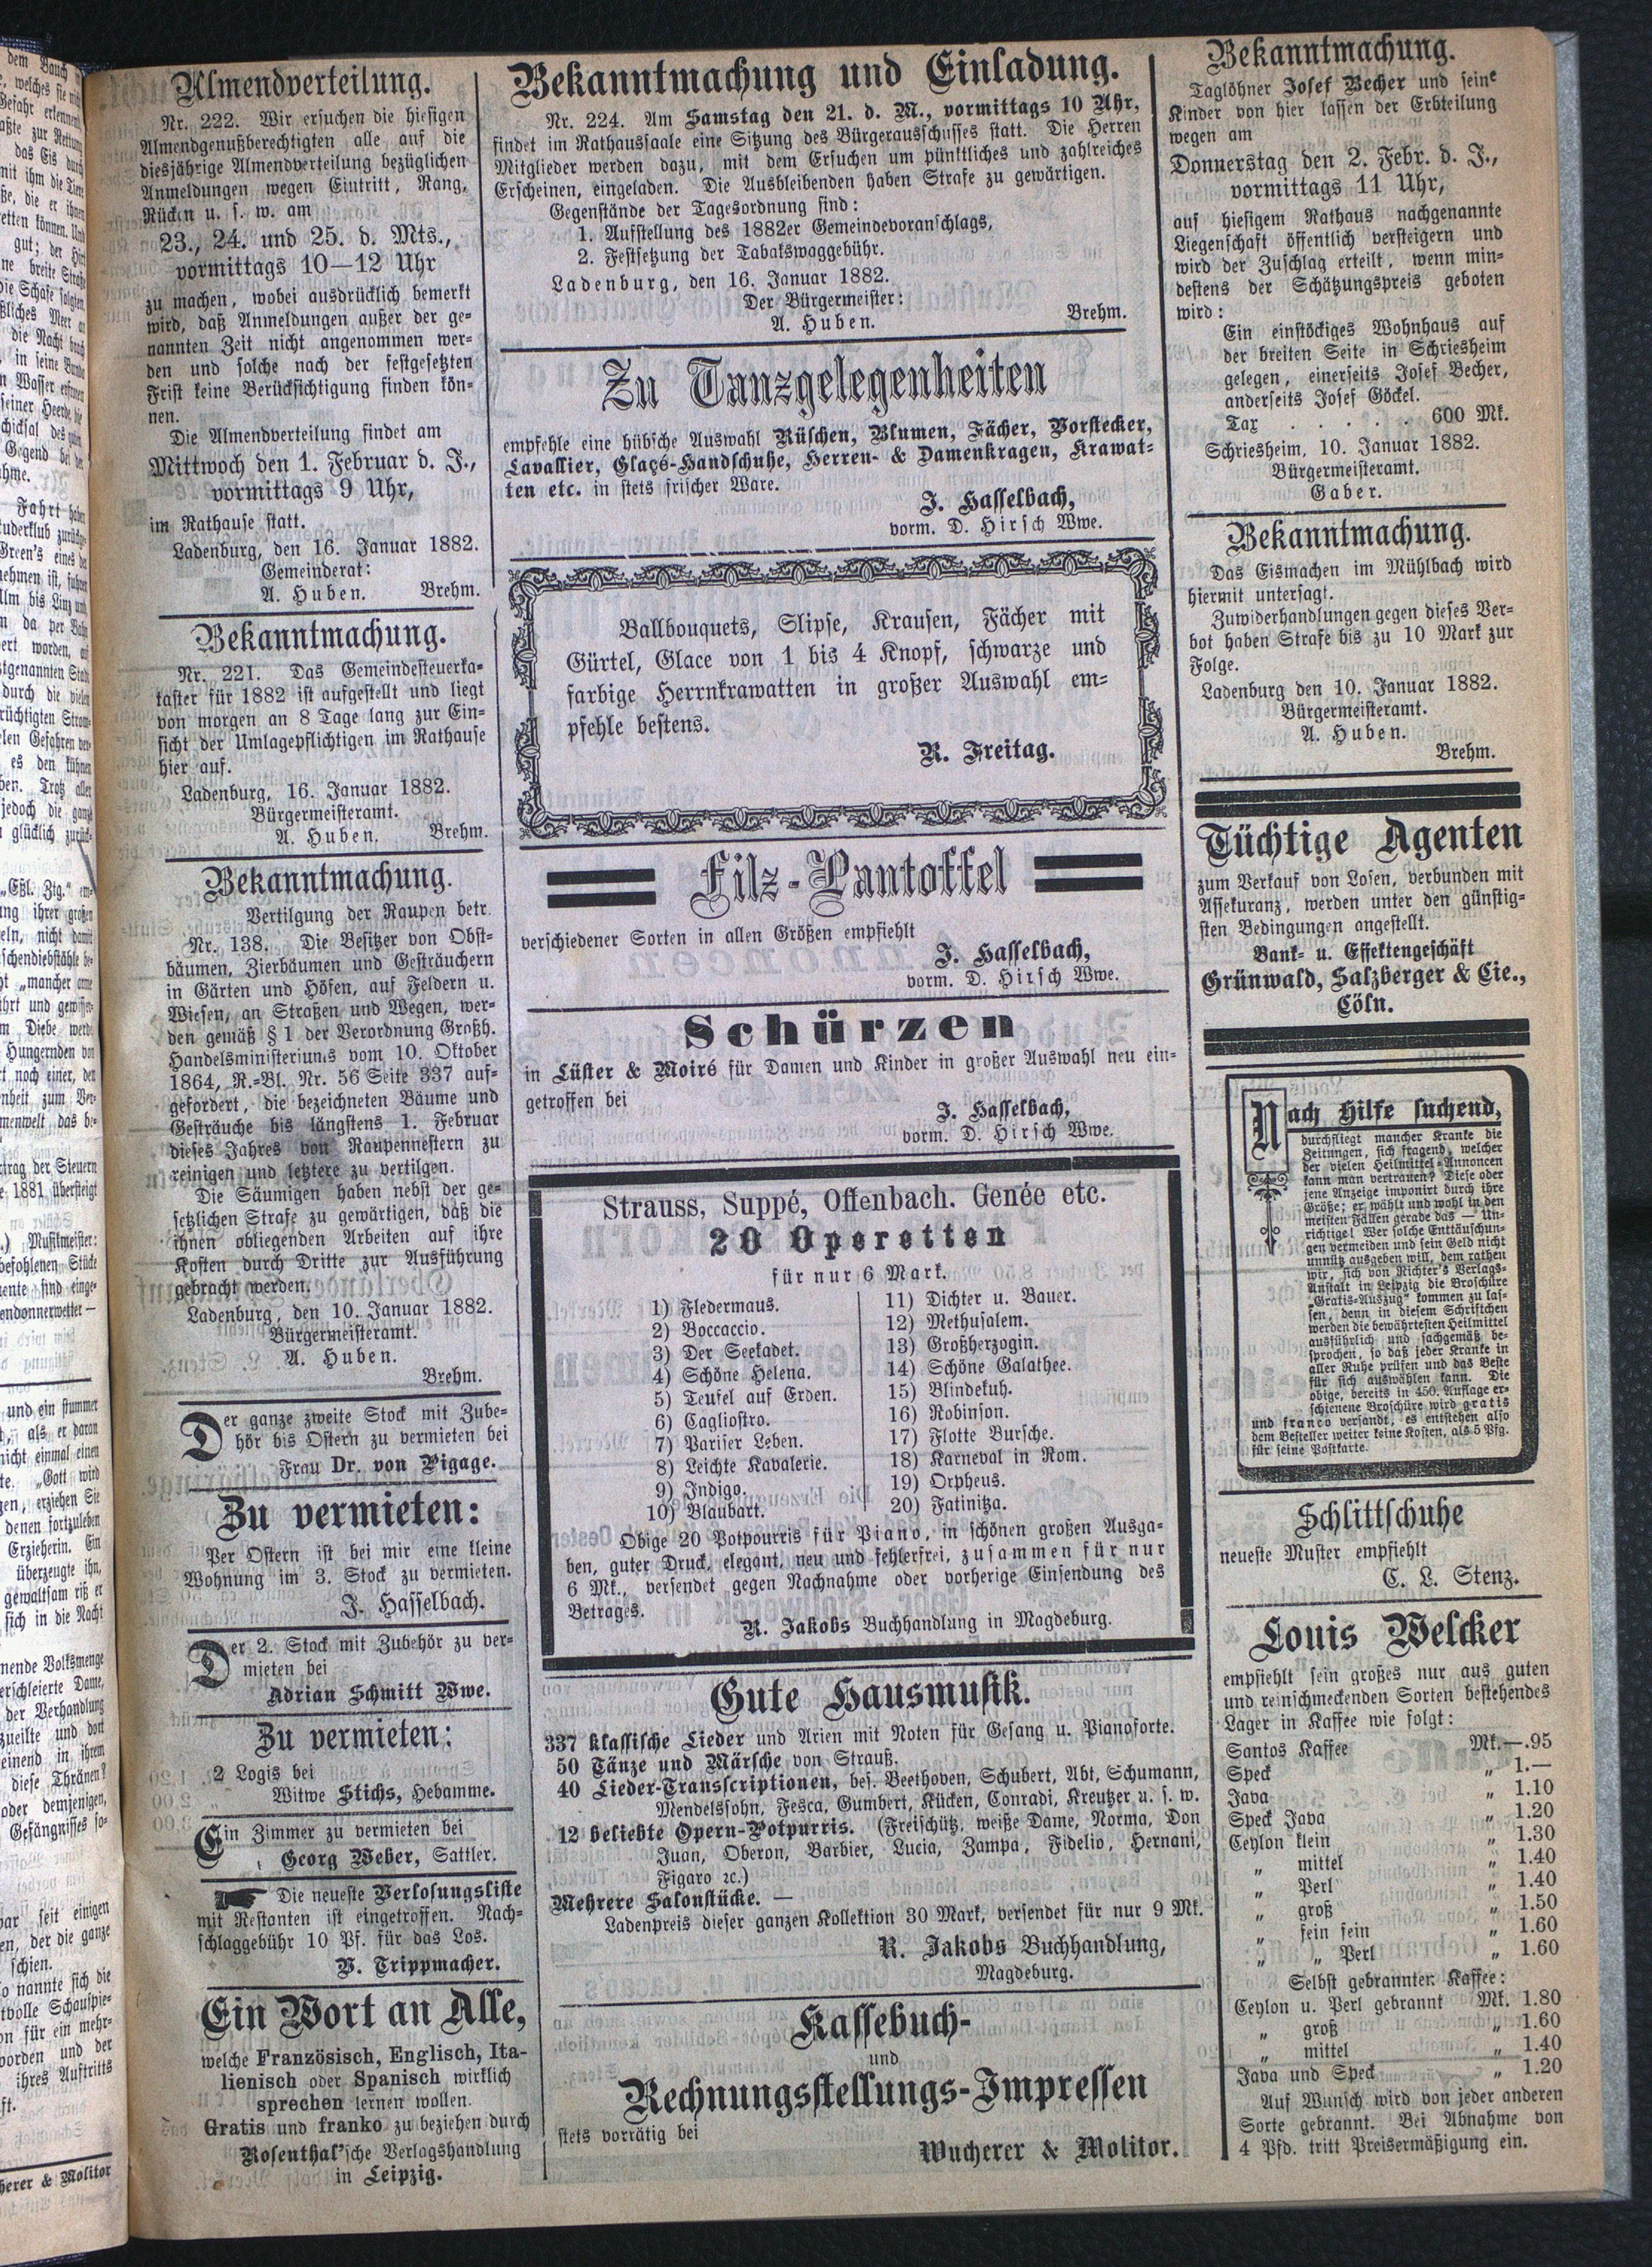 Almendverteilung.
Nr. 222. Wir ersuchen die hiesigen
Almendgenußberechtigten alle auf die
diesjährige Almendverteilung bezüglichen
Anmeldungen wegen Eintritt, Rang,
Rücken u. s. w. am
23., 24. und 25. d. Mts.,
vormittags 10—12 Uhr
zu machen, wobei ausdrücklich bemerkt
wird, daß Anmeldungen außer der ge-
nannten Zeit nicht angenommen wer-
den und solche nach der festgesetzten
Frist keine Berücksichtigung finden kön-
nen.
Die Almendverteilung findet am
Mittwoch den 1. Februar d. J.,
vormittags 9 Uhr,
im Rathause statt.
Ladenburg, den 16. Januar 1882.
Gemeinderat:
A. Huben. Brehm.
Bekanntmachung.
Nr. 221. Das Gemeindesteuerka-
taster für 1882 ist aufgestellt und liegt
von morgen an 8 Tage lang zur Ein-
sicht der Umlagepflichtigen im Rathause
hier auf.
Ladenburg, 16. Januar 1882.
Bürgermeisteramt.
A. Huben. Brehm.
Bekanntmachung.
Vertilgung der Raupen betr.
Nr. 138. Die Besitzer von Obst-
bäumen, Zierbäumen und Gesträuchern
in Gärten und Höfen, auf Feldern u.
Wiesen, an Straßen und Wegen, wer-
den gemäß § 1 der Verordnung Großh.
Handelsministeriums vom 10. Oktober
1864, R.-Bl. Nr. 56 Seite 337 auf-
gefordert, die bezeichneten Bäume und
Gesträuche bis längstens 1. Februar
dieses Jahres von Raupennestern zu
reinigen und letztere zu vertilgen.
Die Säumigen haben nebst der ge-
setzlichen Strafe zu gewärtigen, daß die
ihnen obliegenden Arbeiten auf ihre
Kosten durch Dritte zur Ausführung
gebracht werden.
Ladenburg, den 10. Januar 1882.
Bürgermeisteramt.
A. Huben.
Brehm.
Der ganze zweite Stock mit Zube-
hör bis Ostern zu vermieten bei
Frau Dr. von Pigage.
Zu vermieten:
Per Ostern ist bei mir eine kleine
Wohnung im 3. Stock zu vermieten.
J. Hasselbach.
Der 2. Stock mit Zubehör zu ver-
mieten bei
Adrian Schmitt Wwe.
Zu vermieten:
2 Logis bei
Witwe Stichs, Hebamme.
Ein Zimmer zu vermieten bei
Georg Weber, Sattler.
Die neueste Verlosungsliste
mit Restanten ist eingetroffen. Nach-
schlaggebühr 10 Pf. für das Los.
P. Trippmacher.
Ein Wort an Alle,
welche Französisch, Englisch, Ita-
lienisch oder Spanisch wirklich
sprechen lernen wollen.
Gratis und franko zu beziehen durch
Rosenthal'sche Verlagshandlung
in Leipzig.
Bekanntmachung und Einladung.
Nr. 224. Am Samstag den 21. d. M., vormittags 10 Uhr,
findet im Rathaussaale eine Sitzung des Bürgerausschusses statt. Die Herren
Mitglieder werden dazu, mit dem Ersuchen um pünktliches und zahlreiches
Erscheinen, eingeladen. Die Ausbleibenden haben Strafe zu gewärtigen.
Gegenstände der Tagesordnung sind:
1. Aufstellung des 1882er Gemeindevoranschlags,
2. Festsetzung der Tabakswaggebühr.
Ladenburg, den 16. Januar 1882.
Der Bürgermeister:
A. Huben. Brehm.
Zu Tanzgelegenheiten
empfehle eine hübsche Auswahl Rüschen, Blumen, Fächer, Vorstecker,
Lavallier, Glacé-Handschuhe, Herren- & Damenkragen, Krawat-
ten etc. in stets frischer Ware.
J. Hasselbach,
vorm. D. Hirsch Wwe.
Ballbouquets, Slipse, Krausen, Fächer mit
Gürtel, Glace von 1 bis 4 Knopf, schwarze und
farbige Herrnkrawatten in großer Auswahl em-
pfehle bestens.
R. Freitag.
Filz-Pantoffel
verschiedener Sorten in allen Größen empfiehlt
J. Hasselbach,
vorm. D. Hirsch Wwe.
Schürzen
in Lüster & Moiré für Damen und Kinder in großer Auswahl neu ein-
getroffen bei
J. Hasselbach,
vorm. D. Hirsch Wwe.
Strauss, Suppé, Offenbach. Genée etc.
20 Operetten
für nur 6 Mark.
1) Fledermaus.
2) Boccaccio.
3) Der Seekadet.
4) Schöne Helena.
5) Teufel auf Erden.
6) Cagliostro.
7) Pariser Leben.
8) Leichte Kavalerie.
9) Indigo.
10) Blaubart.
11) Dichter u. Bauer.
12) Methusalem.
13) Großherzogin.
14) Schöne Galathee.
15) Blindekuh.
16) Robinson.
17) Flotte Bursche.
18) Karneval in Rom.
19) Orpheus.
20) Fatinitza.
Obige 20 Potpourris für Piano, in schönen großen Ausga-
ben, guter Druck, elegant, neu und fehlerfrei, zusammen für nur
6 Mk., versendet gegen Nachnahme oder vorherige Einsendung des
Betrages.
R. Jakobs Buchhandlung in Magdeburg.
Gute Hausmusik.
337 klassische Lieder und Arien mit Noten für Gesang u. Pianoforte.
50 Tänze und Märsche von Strauß.
40 Lieder-Transscriptionen, bes. Beethoven, Schubert, Abt, Schumann,
Mendelssohn, Fesca, Gumbert, Kücken, Conradi, Kreutzer u. s. w.
12 beliebte Opern-Potpurris. (Freischütz, weiße Dame, Norma, Don
Juan, Oberon, Barbier, Lucia, Zampa, Fidelio, Hernani,
Figaro ꝛc.)
Mehrere Salonstücke. —
Ladenpreis dieser ganzen Kollektion 30 Mark, versendet für nur 9 Mk.
R. Jakobs Buchhandlung,
Magdeburg.
Kassebuch-
und
Rechnungsstellungs-Impressen
stets vorrätig bei
Wucherer & Molitor.
Bekanntmachung.
Taglöhner Josef Becher und seine
Kinder von hier lassen der Erbteilung
wegen am
Donnerstag den 2. Febr. d. J.,
vormittags 11 Uhr,
auf hiesigem Rathaus nachgenannte
Liegenschaft öffentlich versteigern und
wird der Zuschlag erteilt, wenn min-
destens der Schätzungspreis geboten
wird:
Ein einstöckiges Wohnhaus auf
der breiten Seite in Schriesheim
gelegen, einerseits Josef Becher,
anderseits Josef Göckel.
Tax . . . . . 600 Mk.
Schriesheim, 10. Januar 1882.
Bürgermeisteramt.
Gaber.
Bekanntmachung.
Das Eismachen im Mühlbach wird
hiermit untersagt.
Zuwiderhandlungen gegen dieses Ver-
bot haben Strafe bis zu 10 Mark zur
Folge.
Ladenburg den 10. Januar 1882.
Bürgermeisteramt.
A. Huben.
Brehm.
Tüchtige Agenten
zum Verkauf von Losen, verbunden mit
Assekuranz, werden unter den günstig-
sten Bedingungen angestellt.
Bank- u. Effektengeschäft
Grünwald, Salzberger & Cie.,
Cöln.
Nach Hilfe suchend,
durchfliegt mancher Kranke die
Zeitungen, sich fragend, welcher
der vielen Heilmittel-Annoncen
kann man vertrauen? Diese oder
jene Anzeige imponirt durch ihre
Größe; er wählt und wohl in den
meisten Fällen gerade das — Un-
richtige! Wer solche Enttäuschun-
gen vermeiden und sein Geld nicht
unnütz ausgeben will, dem rathen
wir, sich von Richter's Verlags-
Anstalt in Leipzig die Broschüre
„Gratis-Auszug" kommen zu las-
sen, denn in diesem Schriftchen
werden die bewährtesten Heilmittel
ausführlich und sachgemäß be-
sprochen, so daß jeder Kranke in
aller Ruhe prüfen und das Beste
für sich auswählen kann. Die
obige, bereits in 450. Auflage er-
schienene Broschüre wird gratis
und franco versandt, es entstehen also
dem Besteller weiter keine Kosten, als 5 Pfg.
für seine Postkarte.
Schlittschuhe
neueste Muster empfiehlt
C. L. Stenz.
Louis Welcker
empfiehlt sein großes nur aus guten
und reinschmeckenden Sorten bestehendes
Lager in Kaffee wie folgt:
Santos Kaffee Mk.—.95
Speck „ 1.—
Java „ 1.10
Speck Java „ 1.20
Ceylon klein „ 1.30
„ mittel „ 1.40
„ Perl „ 1.40
„ groß „ 1.50
„ fein fein „ 1.60
„ „ Perl „ 1.60
Selbst gebrannten Kaffee:
Ceylon u. Perl gebrannt Mk. 1.80
„ groß „ 1.60
„ mittel „ 1.40
Java und Speck „ 1.20
Auf Wunsch wird von jeder anderen
Sorte gebrannt. Bei Abnahme von
4 Pfd. tritt Preisermäßigung ein.